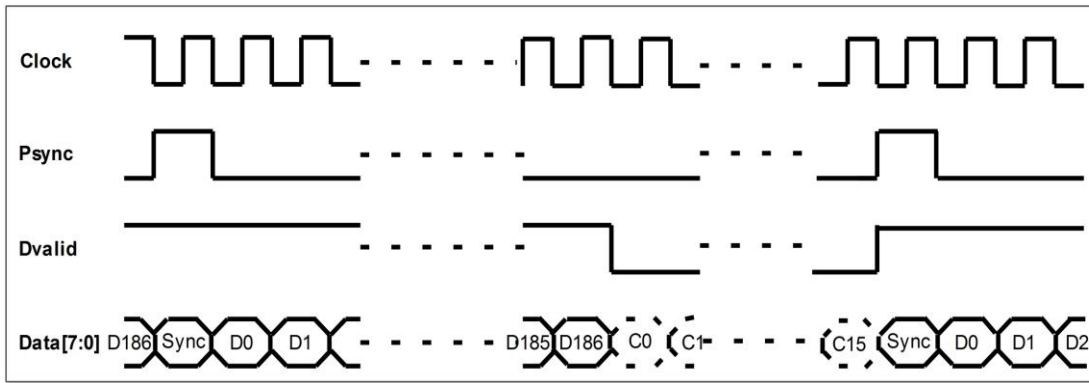 Clock
Psync
Dvalid
Data[7:0] D186 Sync D0 D1 D185 D186 C0 C1 C15 Sync D0 D1 D2